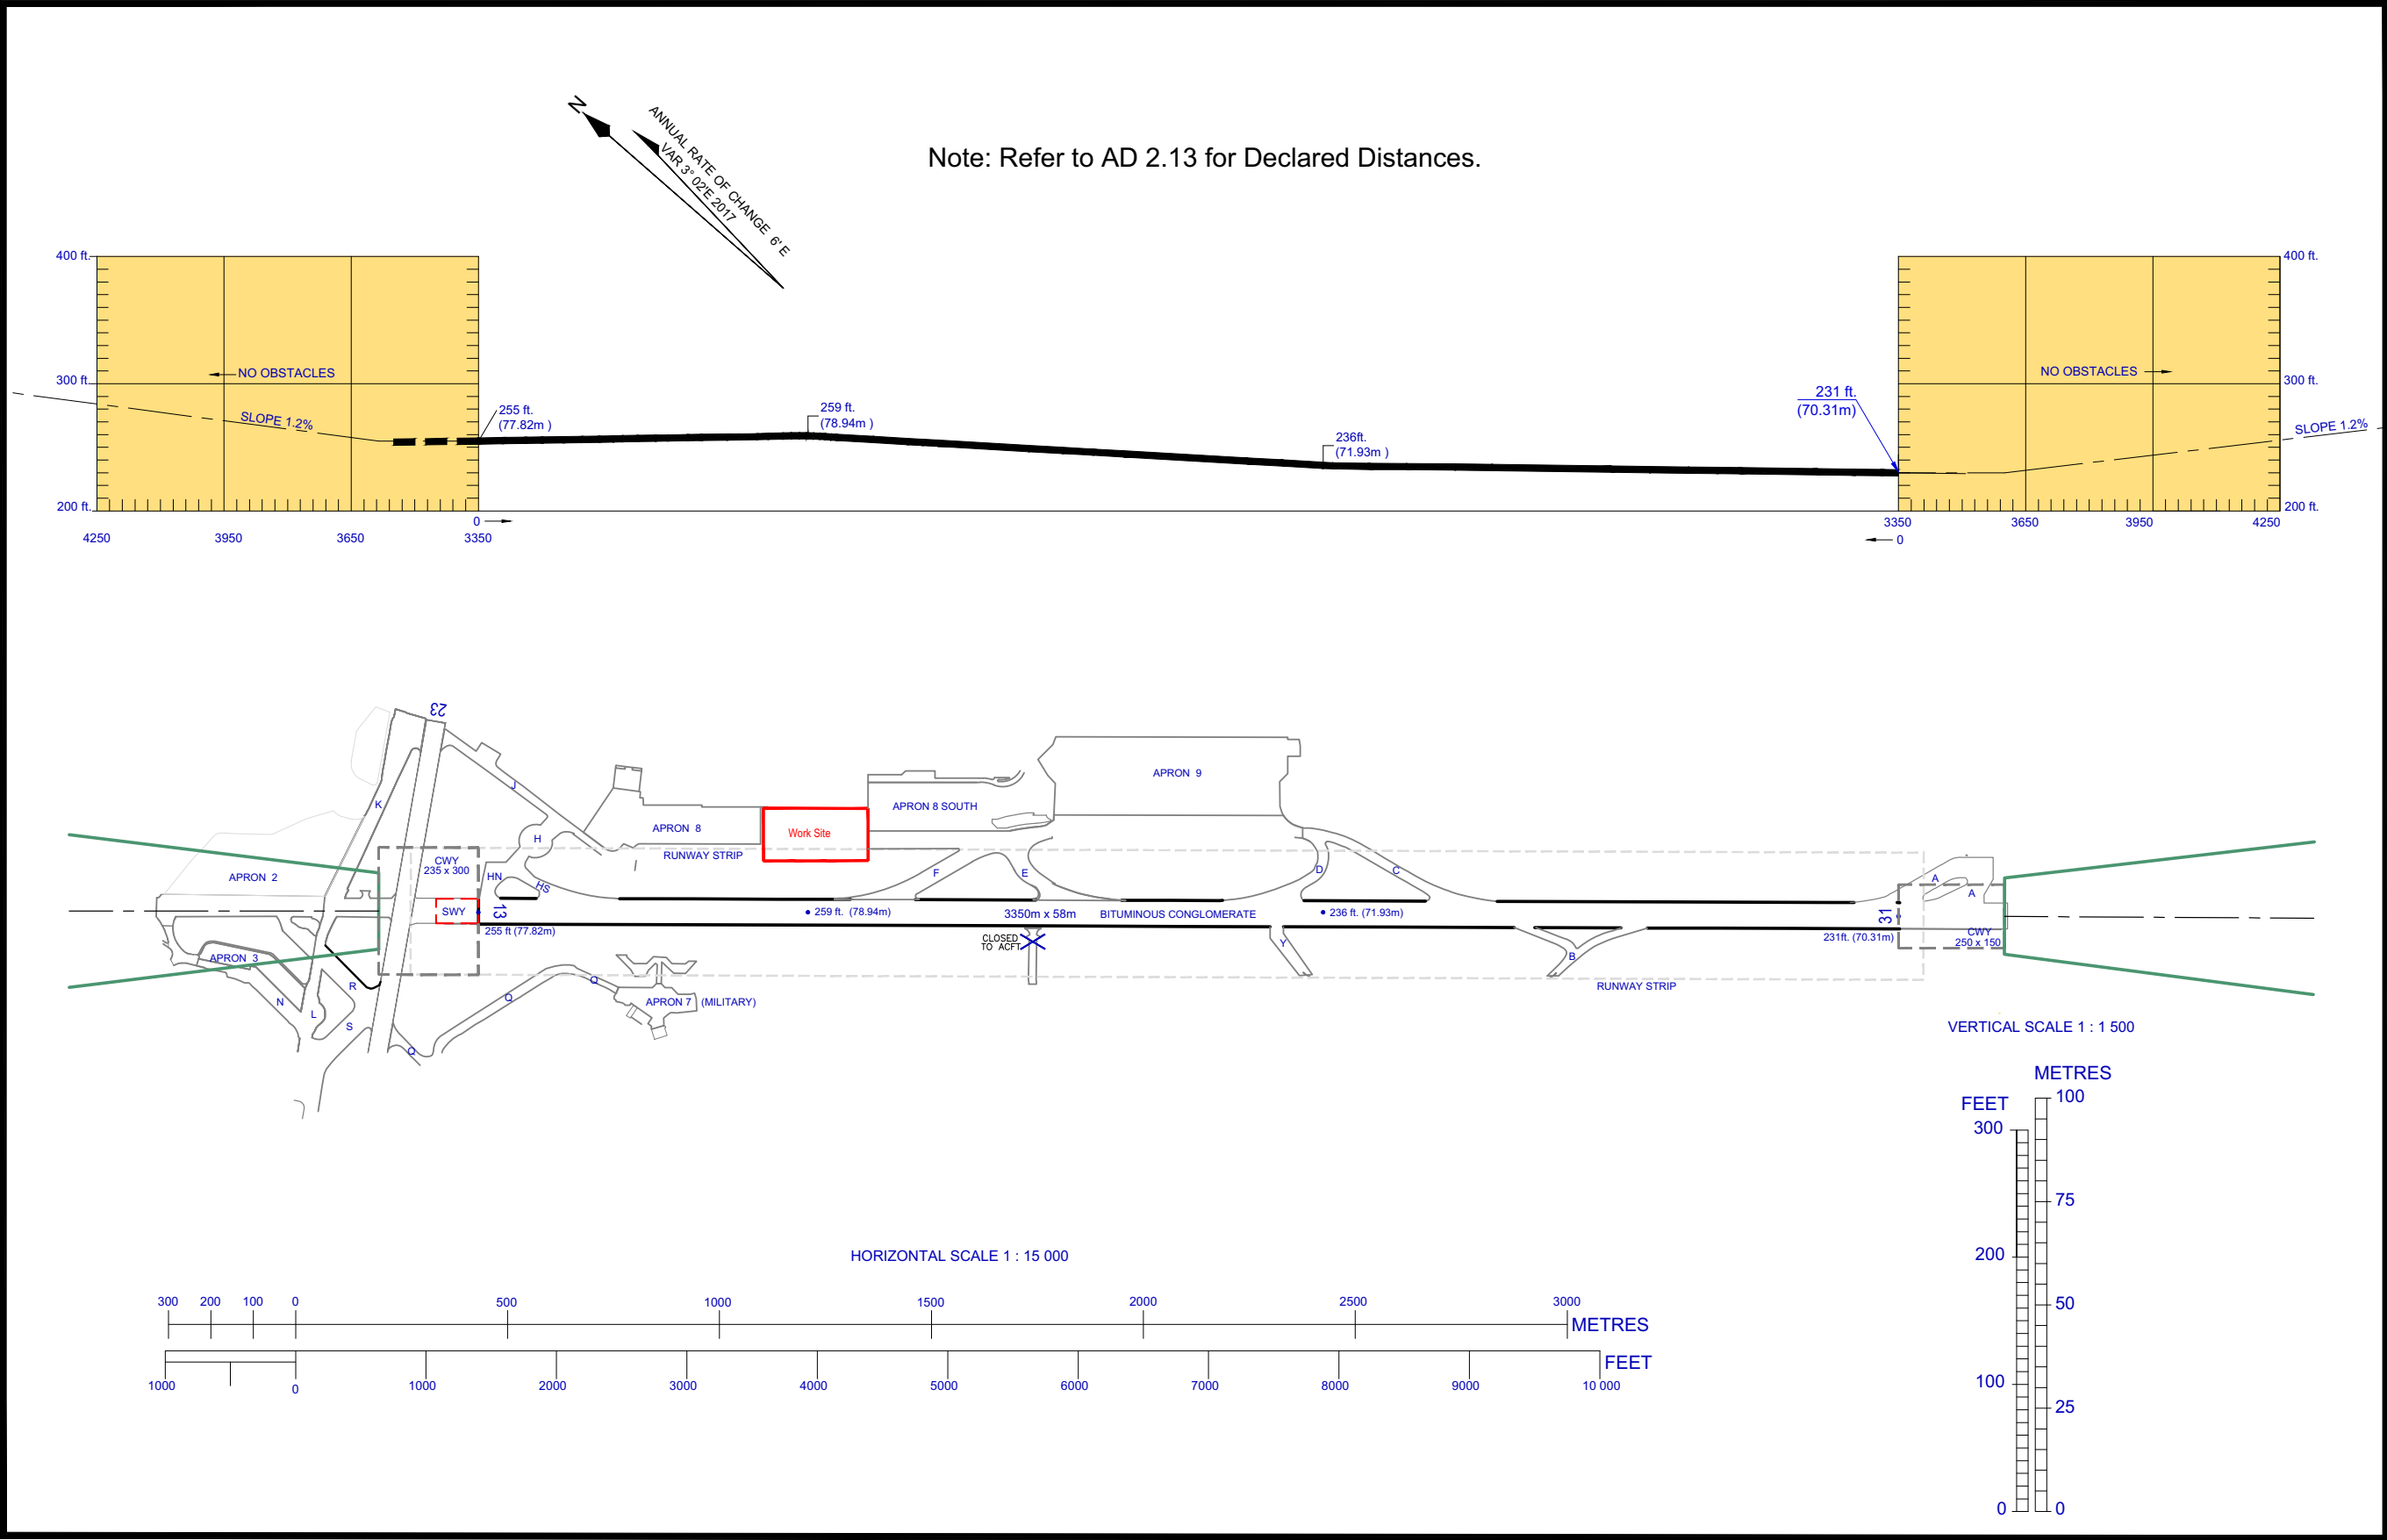 N
ANNUAL RATE OF CHANGE 6' E
VAR 3° 02'E 2017
Note: Refer to AD 2.13 for Declared Distances.
400 ft.
300 ft.
200 ft.
NO OBSTACLES
SLOPE 1.2%
255 ft.
(77.82m )
259 ft.
(78.94m )
236ft.
(71.93m )
231 ft.
(70.31m)
NO OBSTACLES
SLOPE 1.2%
400 ft.
300 ft.
200 ft.
0
4250 3950 3650 3350
3350 3650 3950 4250
0
23
K
J
H
HN
HS
APRON 8
Work Site
APRON 8 SOUTH
APRON 9
RUNWAY STRIP
CWY
235 x 300
SWY
13
APRON 2
APRON 3
N
L
R
S
Q
Q
Q
F
E
D
C
A
A
259 ft. (78.94m)
3350m x 58m
BITUMINOUS CONGLOMERATE
236 ft. (71.93m)
31
255 ft (77.82m)
CLOSED
TO ACFT
Y
B
231ft. (70.31m)
CWY
250 x 150
APRON 7 (MILITARY)
RUNWAY STRIP
VERTICAL SCALE 1 : 1 500
METRES
100
75
50
25
0
FEET
300
200
100
0
HORIZONTAL SCALE 1 : 15 000
300 200 100 0 500 1000 1500 2000 2500 3000
METRES
FEET
1000 0 1000 2000 3000 4000 5000 6000 7000 8000 9000 10 000